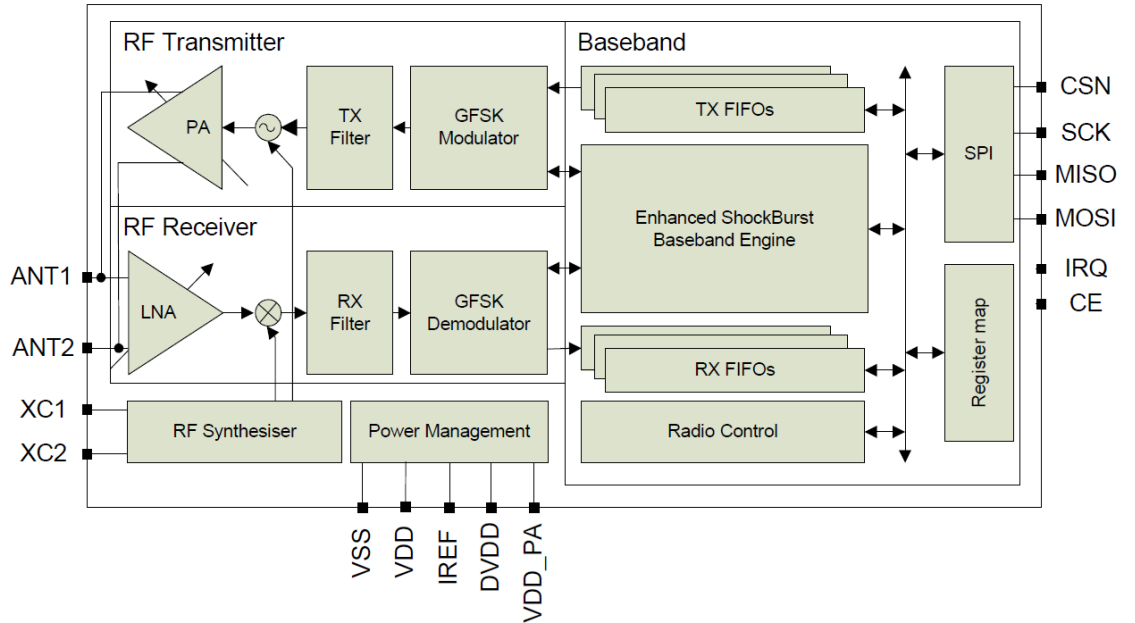 RF Transmitter
Baseband
PA
TX
Filter
GFSK
Modulator
TX FIFOs
SPI
CSN
SCK
MISO
MOSI
Enhanced ShockBurst
Baseband Engine
RF Receiver
ANT1
ANT2
LNA
RX
Filter
GFSK
Demodulator
RX FIFOs
Register map
IRQ
CE
XC1
XC2
RF Synthesiser
Power Management
Radio Control
VSS
VDD
IREF
DVDD
VDD_PA